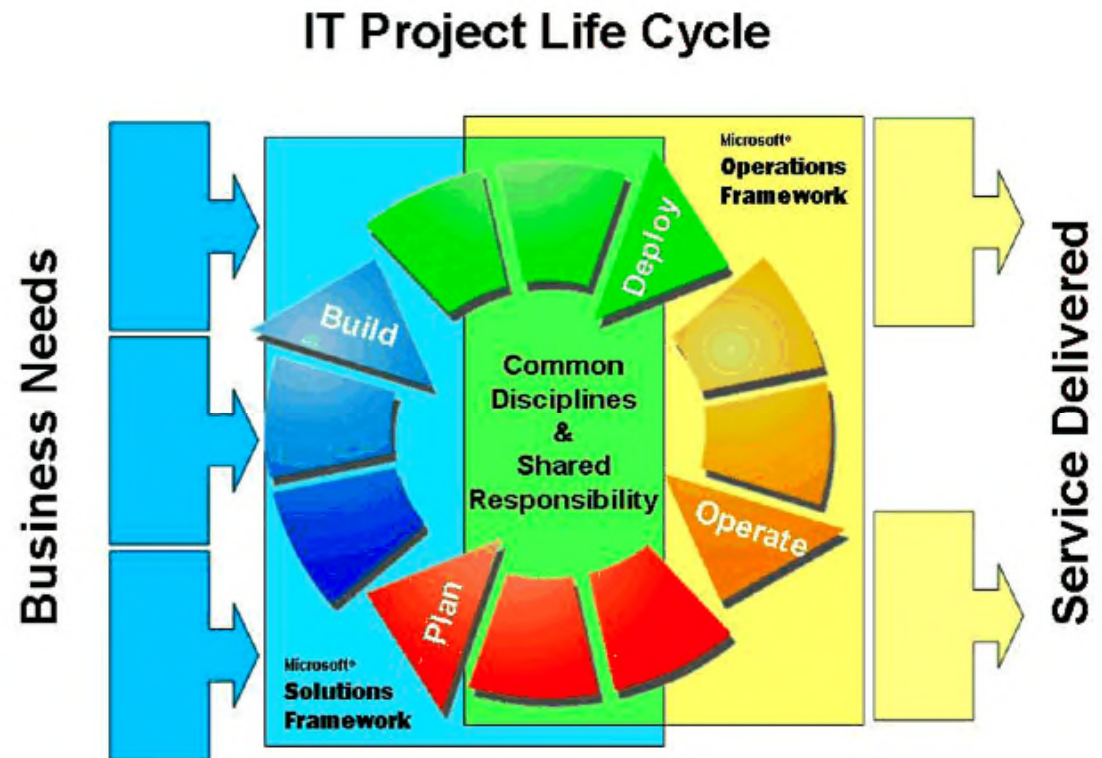 IT Project Life Cycle
Business Needs
Microsoft®
Operations
Framework
Deploy
Build
Common
Disciplines
&
Shared
Responsibility
Operate
Plan
Microsoft®
Solutions
Framework
Service Delivered